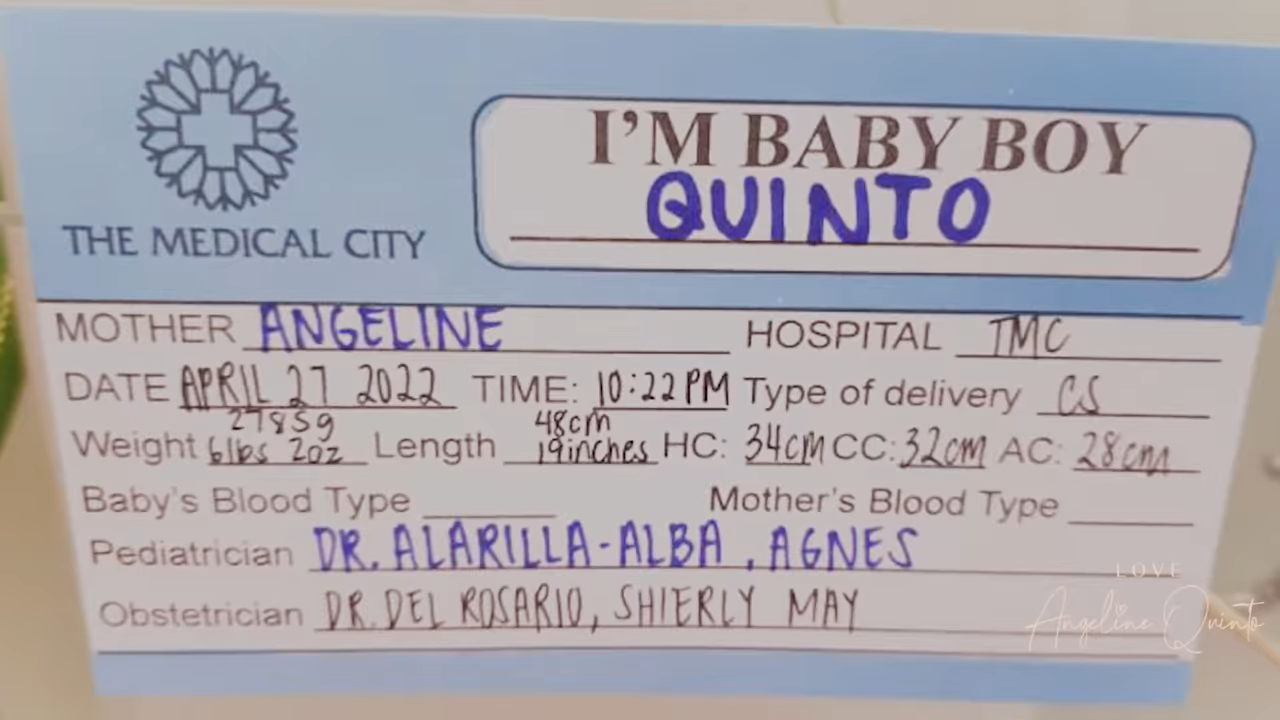 THE MEDICAL CITY
I'M BABY BOY
QUINTO
MOTHER ANGELINE HOSPITAL TMC
DATE APRIL 27 2022 TIME: 10:22PM Type of delivery CS
2785g 48cm
Weight 6lbs 2oz Length 19inches HC: 34cm CC: 32cm AC: 28cm
Baby's Blood Type Mother's Blood Type
Pediatrician DR. ALARILLA-ALBA, AGNES
Obstetrician DR. DEL ROSARIO, SHIERLY MAY
LOVE
Angeline Quinto